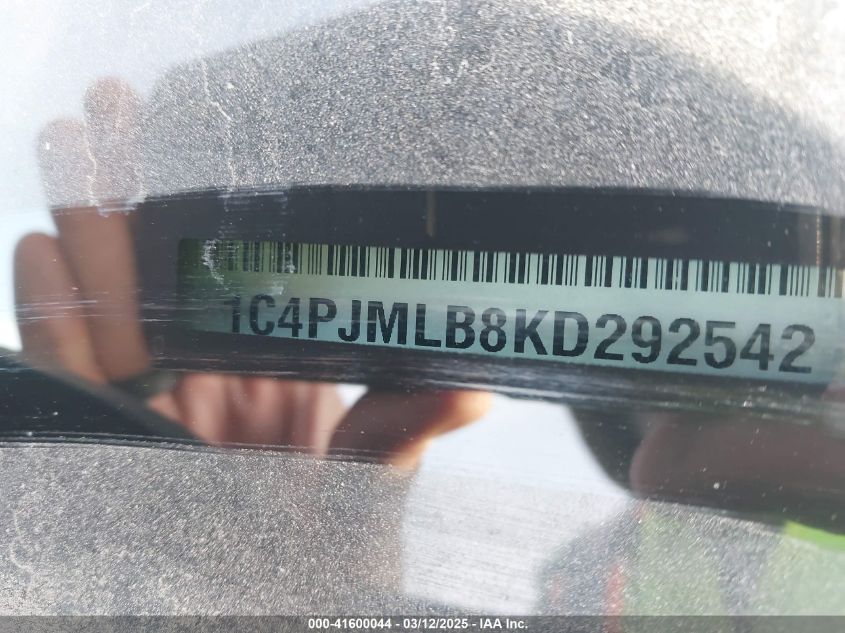 1C4PJMLB8KD292542
000-41600044 --- 03/12/2025 --- IAA Inc.